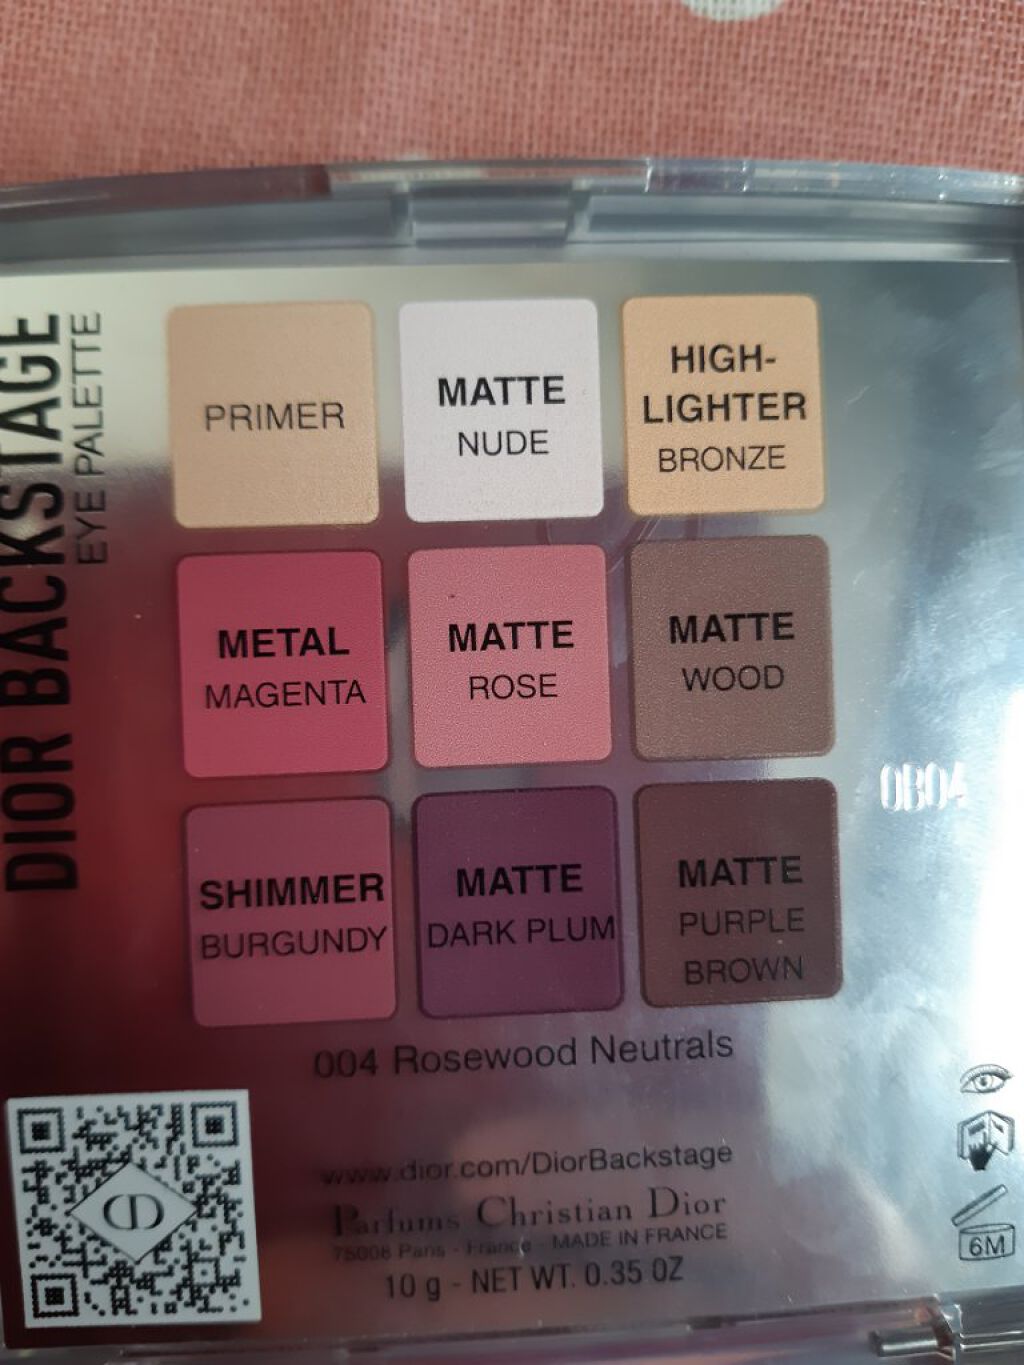 DIOR BACKSTAGE
EYE PALETTE
PRIMER
MATTE
NUDE
HIGH-
LIGHTER
BRONZE
METAL
MAGENTA
MATTE
ROSE
MATTE
WOOD
SHIMMER
BURGUNDY
MATTE
DARK PLUM
MATTE
PURPLE
BROWN
0B04
004 Rosewood Neutrals
www.dior.com/DiorBackstage
Parfums Christian Dior
75008 Paris - France - MADE IN FRANCE
10 g - NET WT. 0.35 OZ
6M
CD